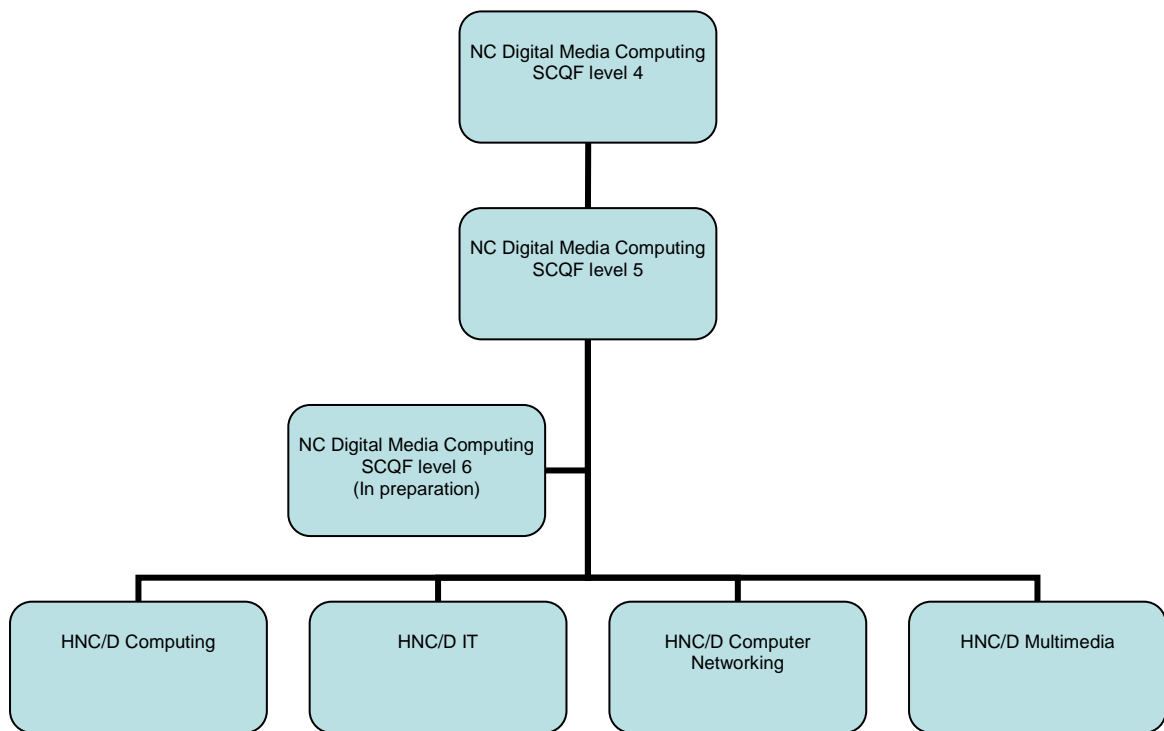 NC Digital Media Computing
SCQF level 4
NC Digital Media Computing
SCQF level 5
NC Digital Media Computing
SCQF level 6
(In preparation)
HNC/D Computing
HNC/D IT
HNC/D Computer
Networking
HNC/D Multimedia